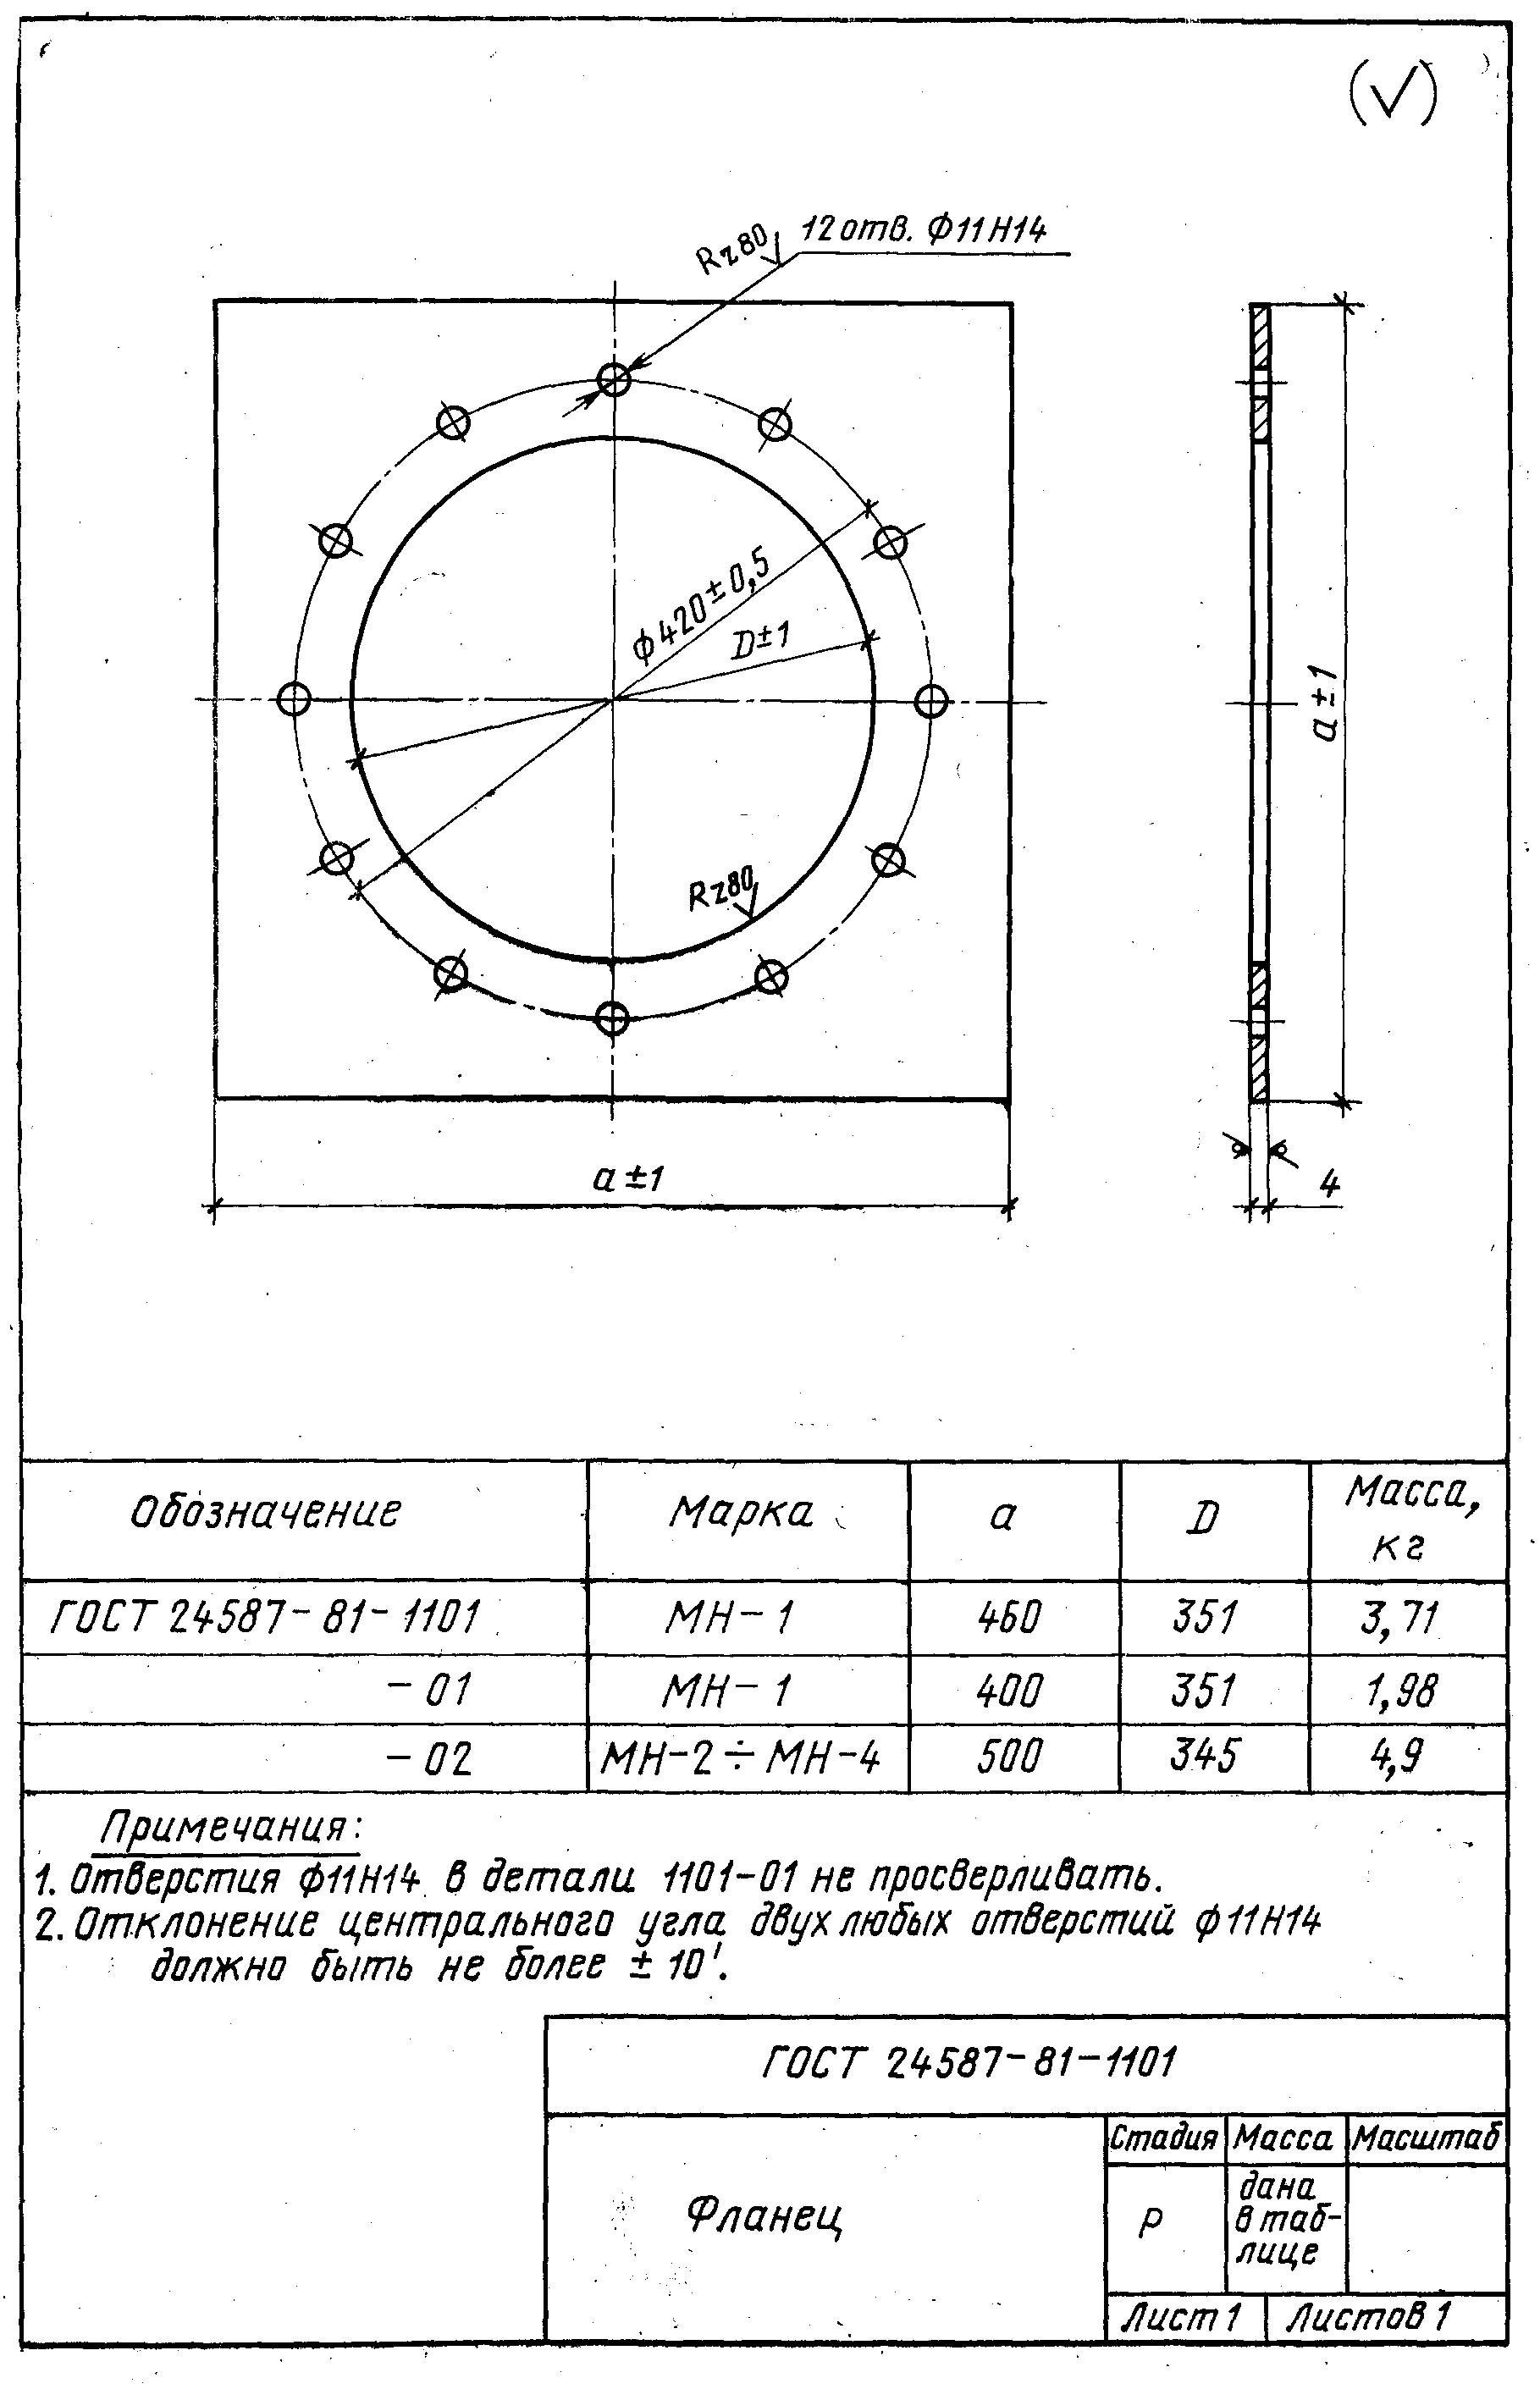 (√)
Rz80 12 отв. Ф11Н14
Ф420±0,5
D±1
Rz80
а±1
а±1
4
Обозначение Марка а D Масса, кг
ГОСТ 24587-81-1101 МН-1 460 351 3,71
-01 МН-1 400 351 1,98
-02 МН-2÷МН-4 500 345 4,9
Примечания:
1. Отверстия Ф11Н14 в детали 1101-01 не просверливать.
2. Отклонение центрального угла двух любых отверстий Ф11Н14
должно быть не более ±10'.
ГОСТ 24587-81-1101
Фланец
Стадия Масса Масштаб
Р
дана
в таб-
лице
Лист 1 Листов 1